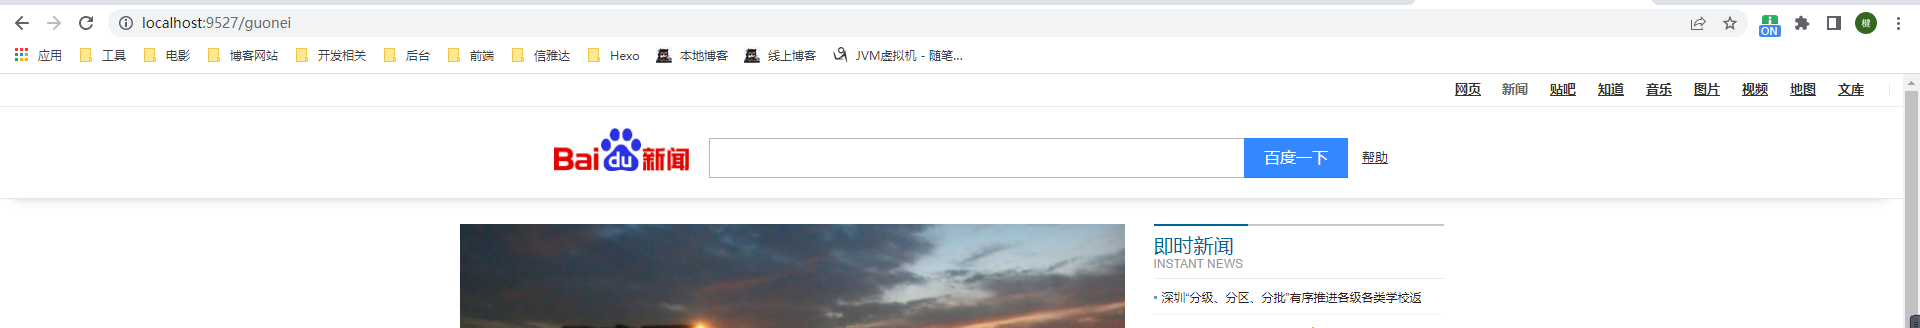 localhost:9527/guonei
ON
键
应用 工具 电影 博客网站 开发相关 后台 前端 信雅达 Hexo 本地博客 线上博客 JVM虚拟机 - 随笔...
网页 新闻 贴吧 知道 音乐 图片 视频 地图 文库
Bai du 新闻 百度一下 帮助
即时新闻
INSTANT NEWS
深圳“分级、分区、分批”有序推进各级各类学校返